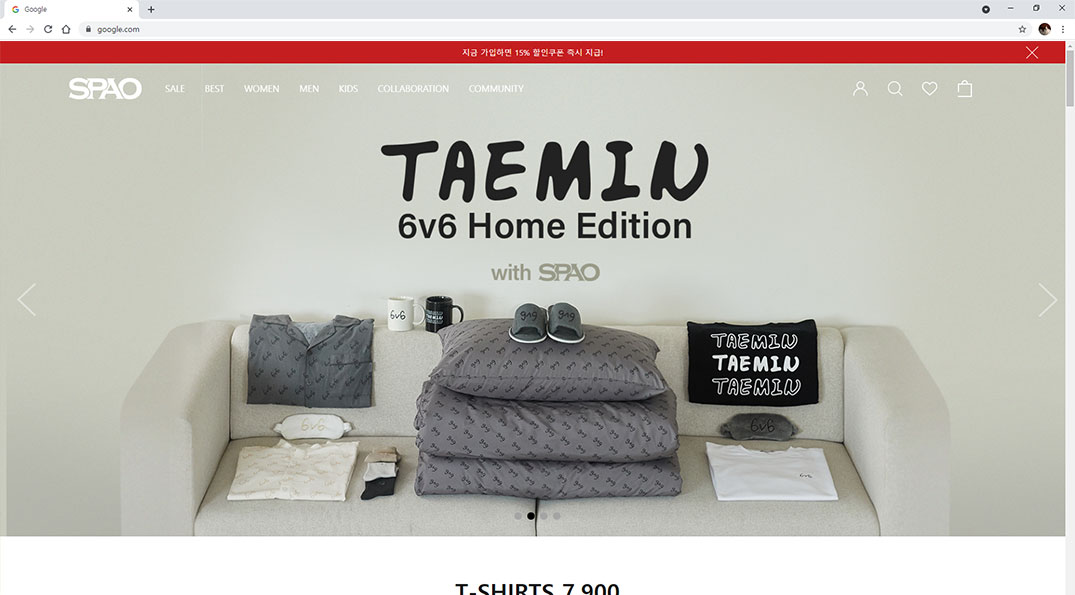 Google
google.com
지금 가입하면 15% 할인쿠폰 즉시 지급!
SPAO SALE BEST WOMEN MEN KIDS COLLABORATION COMMUNITY
TAEMIN
6v6 Home Edition
with SPAO
6v6
TAEMIN
TAEMIN
TAEMIN
6v6
6v6
T-SHIRTS 7,900